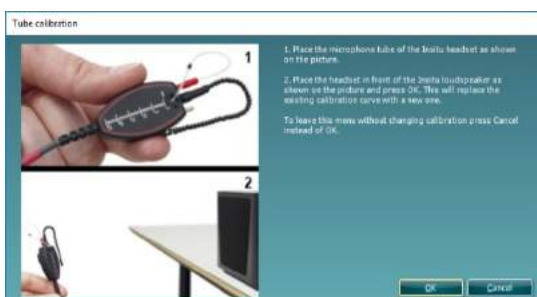 Tube calibration
1
1. Place the microphone tube of the Insitu headset as shown
on the picture.
2. Place the headset in front of the Insitu loudspeaker as
shown on the picture and press OK. This will replace the
existing calibration curve with a new one.
To leave this menu without changing calibration press Cancel
instead of OK.
2
OK
Cancel